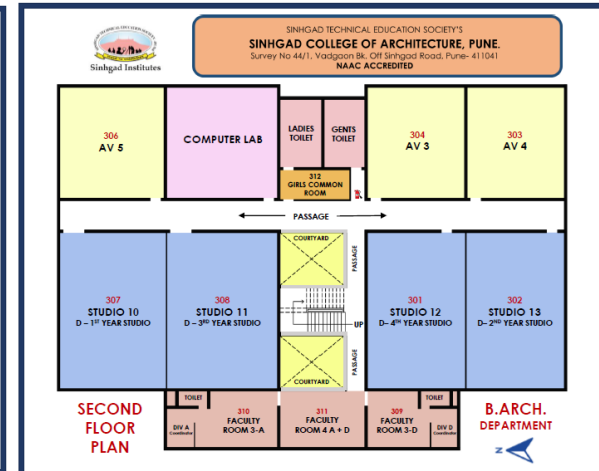 SINHGAD TECHNICAL EDUCATION SOCIETY'S
SINHGAD COLLEGE OF ARCHITECTURE, PUNE.
Survey No 44/1, Vadgaon Bk. Off Sinhgad Road, Pune- 411041
NAAC ACCREDITED
Sinhgad Institutes
306
AV 5
COMPUTER LAB
LADIES
TOILET
GENTS
TOILET
304
AV 3
303
AV 4
312
GIRLS COMMON
ROOM
PASSAGE
COURTYARD
PASSAGE
307
STUDIO 10
D – 1ST YEAR STUDIO
308
STUDIO 11
D – 3RD YEAR STUDIO
301
STUDIO 12
D– 4TH YEAR STUDIO
302
STUDIO 13
D–2ND YEAR STUDIO
UP
PASSAGE
COURTYARD
SECOND
FLOOR
PLAN
TOILET
DIV A
Coordinator
310
FACULTY
ROOM 3-A
311
FACULTY
ROOM 4 A + D
309
FACULTY
ROOM 3-D
TOILET
DIV D
Coordinator
B.ARCH.
DEPARTMENT
Z